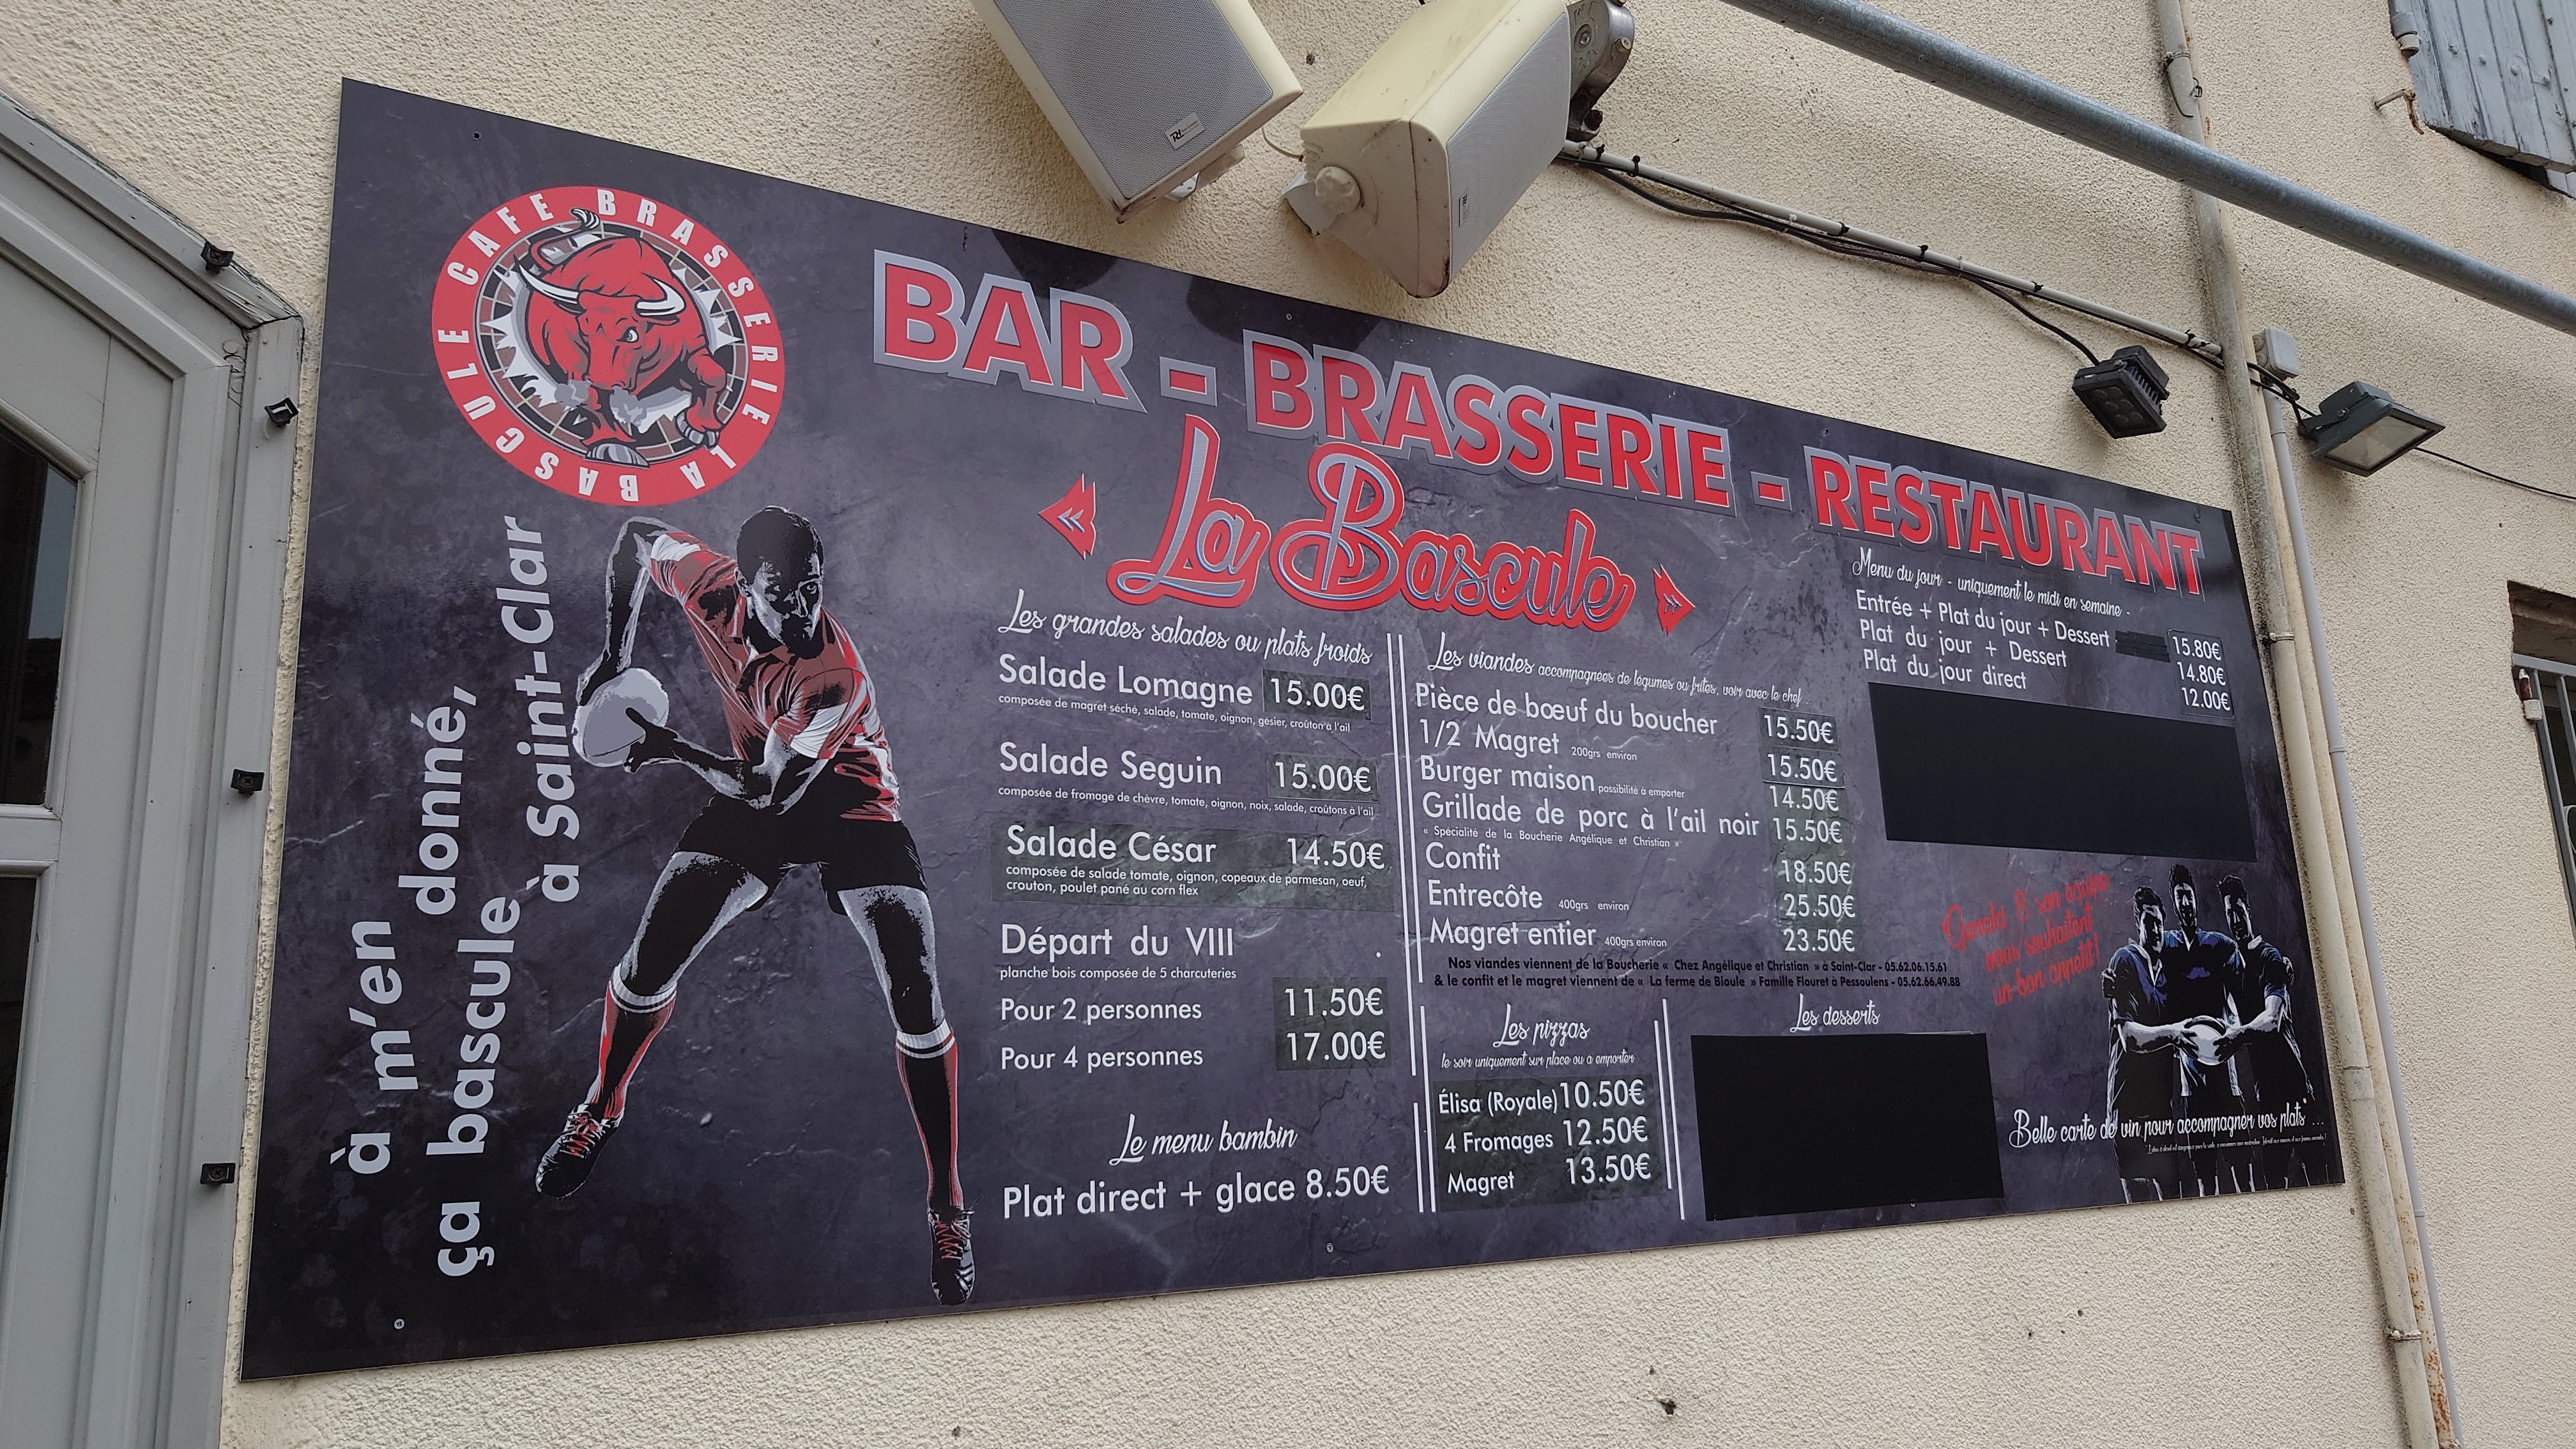 CAFE BRASSERIE LA BASCULE
BAR - BRASSERIE - RESTAURANT
La Bascule
à m'en donné,
ça bascule à Saint-Clar
Les grandes salades ou plats froids
Salade Lomagne 15.00€
composée de magret séché, salade, tomate, oignon, gésier, croûton à l'ail
Salade Seguin 15.00€
composée de fromage de chèvre, tomate, oignon, noix, salade, croûtons à l'ail
Salade César 14.50€
composée de salade tomate, oignon, copeaux de parmesan, oeuf,
crouton, poulet pané au corn flex
Départ du VIII
planche bois composée de 5 charcuteries
Pour 2 personnes 11.50€
Pour 4 personnes 17.00€
Le menu bambin
Plat direct + glace 8.50€
Les viandes accompagnées de légumes ou frites, voir avec le chef...
Pièce de bœuf du boucher 15.50€
1/2 Magret 200grs environ 15.50€
Burger maison possibilité à emporter 14.50€
Grillade de porc à l'ail noir 15.50€
« Spécialité de la Boucherie Angélique et Christian »
Confit 18.50€
Entrecôte 400grs environ 25.50€
Magret entier 400grs environ 23.50€
Nos viandes viennent de la Boucherie « Chez Angélique et Christian » à Saint-Clar - 05.62.06.15.61
& le confit et le magret viennent de « La ferme de Bioule » Famille Flouret à Pessoulens - 05.62.66.49.88
Les pizzas
le soir uniquement sur place ou à emporter
Élisa (Royale) 10.50€
4 Fromages 12.50€
Magret 13.50€
Les desserts
Menu du jour - uniquement le midi en semaine -
Entrée + Plat du jour + Dessert 15.80€
Plat du jour + Dessert 14.80€
Plat du jour direct 12.00€
& son équipe
vous souhaitent
un bon appétit !
Belle carte de vin pour accompagner vos plats ...